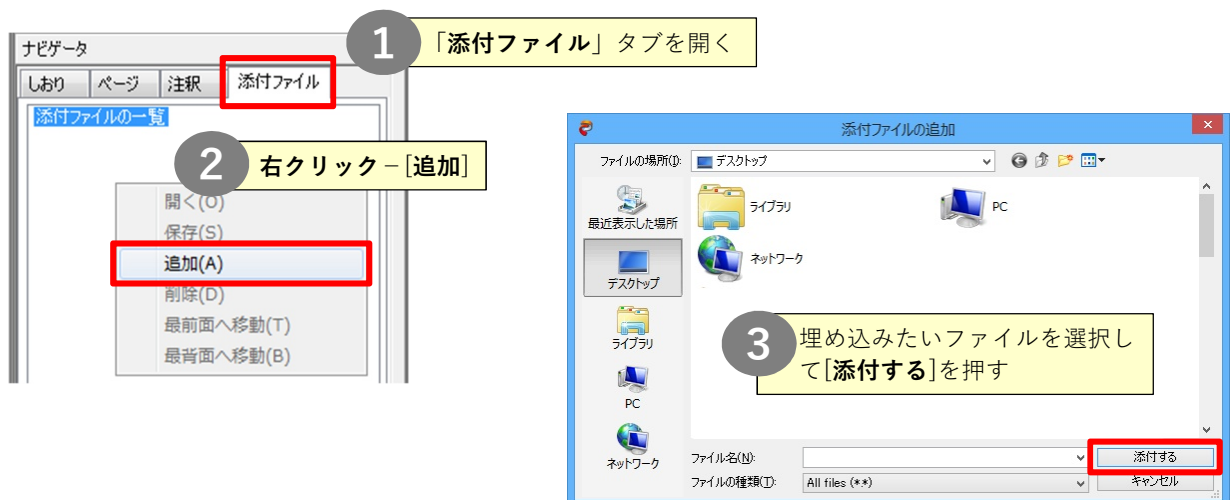 1
「添付ファイル」タブを開く
ナビゲータ
しおり
ページ
注釈
添付ファイル
添付ファイルの一覧
2
右クリック－[追加]
開く(O)
保存(S)
追加(A)
削除(D)
最前面へ移動(T)
最背面へ移動(B)
添付ファイルの追加
ファイルの場所(I):
デスクトップ
最近表示した場所
デスクトップ
ライブラリ
PC
ネットワーク
ライブラリ
PC
ネットワーク
3
埋め込みたいファイルを選択し
て[添付する]を押す
ファイル名(N):
添付する
ファイルの種類(T):
All files (*.*)
キャンセル